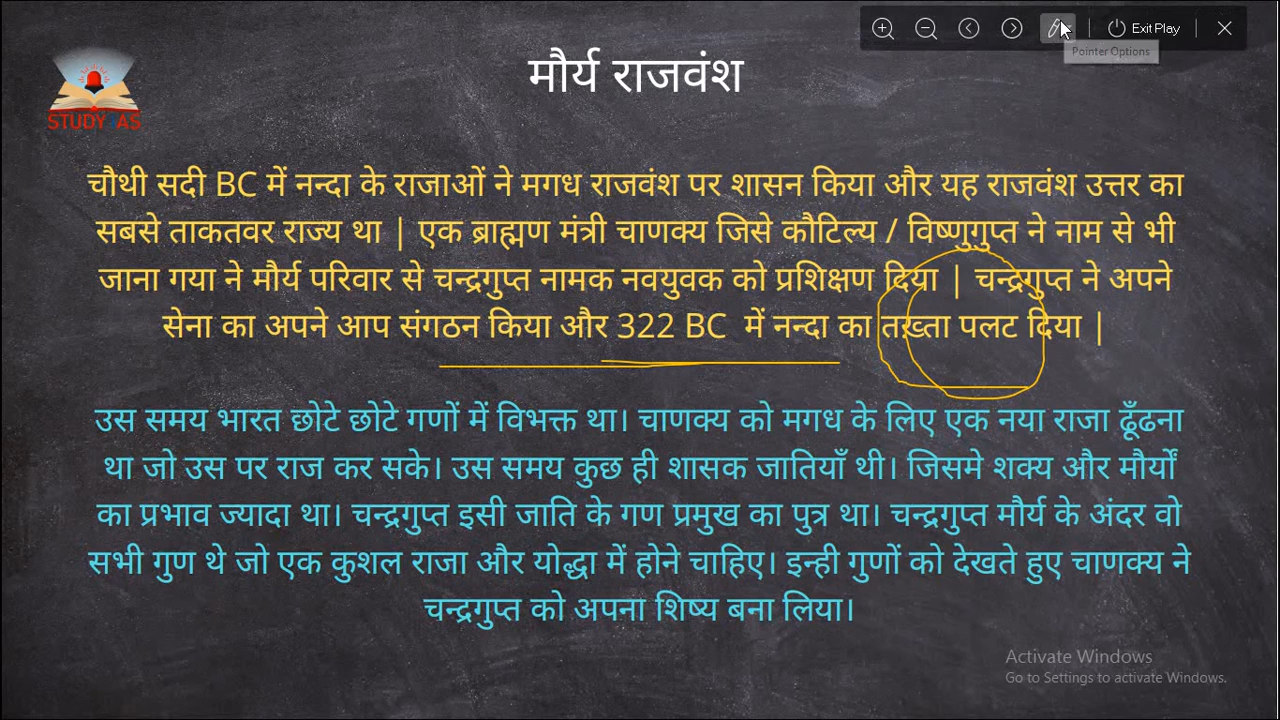 Exit Play
Pointer Options
STUDY AS
मौर्य राजवंश
चौथी सदी BC में नन्दा के राजाओं ने मगध राजवंश पर शासन किया और यह राजवंश उत्तर का
सबसे ताकतवर राज्य था | एक ब्राह्मण मंत्री चाणक्य जिसे कौटिल्य / विष्णुगुप्त ने नाम से भी
जाना गया ने मौर्य परिवार से चन्द्रगुप्त नामक नवयुवक को प्रशिक्षण दिया | चन्द्रगुप्त ने अपने
सेना का अपने आप संगठन किया और 322 BC में नन्दा का तख़्ता पलट दिया |
उस समय भारत छोटे छोटे गणों में विभक्त था। चाणक्य को मगध के लिए एक नया राजा ढूँढना
था जो उस पर राज कर सके। उस समय कुछ ही शासक जातियाँ थी। जिसमे शक्य और मौर्यों
का प्रभाव ज्यादा था। चन्द्रगुप्त इसी जाति के गण प्रमुख का पुत्र था। चन्द्रगुप्त मौर्य के अंदर वो
सभी गुण थे जो एक कुशल राजा और योद्धा में होने चाहिए। इन्ही गुणों को देखते हुए चाणक्य ने
चन्द्रगुप्त को अपना शिष्य बना लिया।
Activate Windows
Go to Settings to activate Windows.